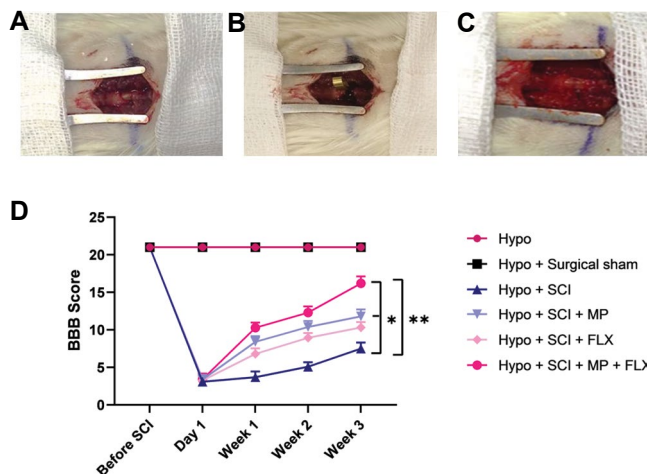 A
B
C
D
25
20
15
10
5
0
BBB Score
Before SCI
Day 1
Week 1
Week 2
Week 3
*
**
Hypo
Hypo + Surgical sham
Hypo + SCI
Hypo + SCI + MP
Hypo + SCI + FLX
Hypo + SCI + MP + FLX